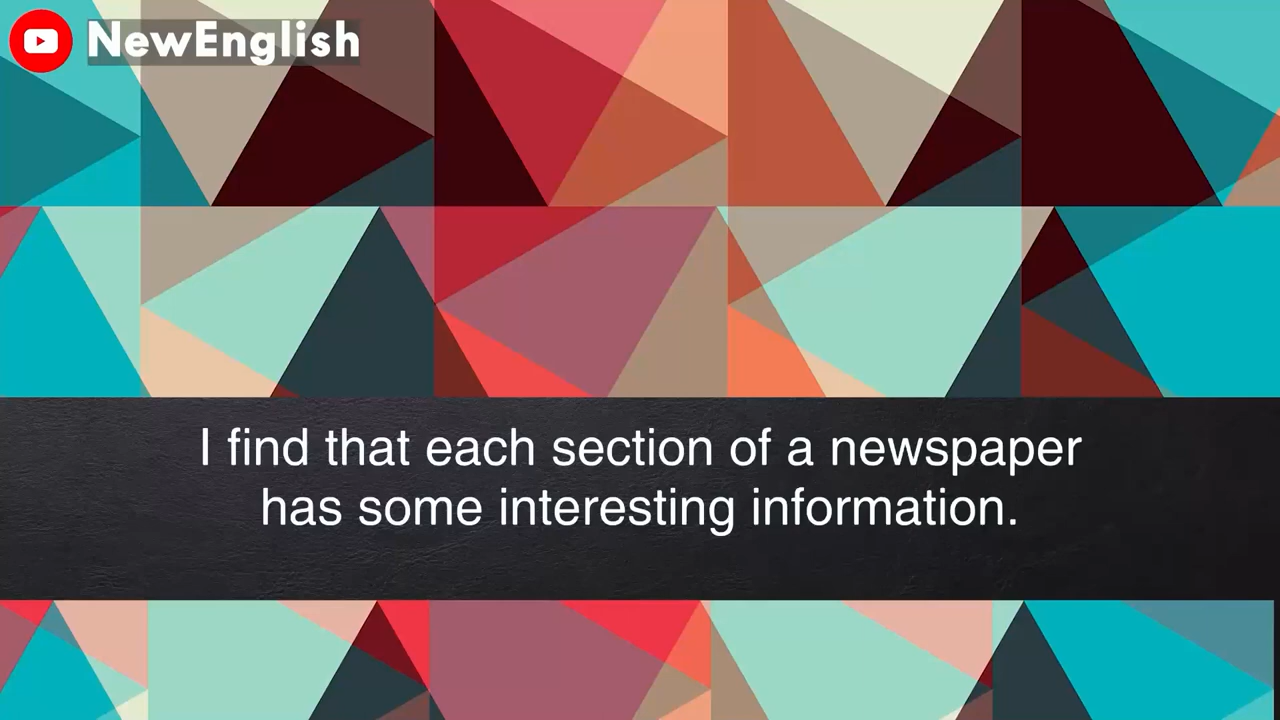 NewEnglish
I find that each section of a newspaper
has some interesting information.